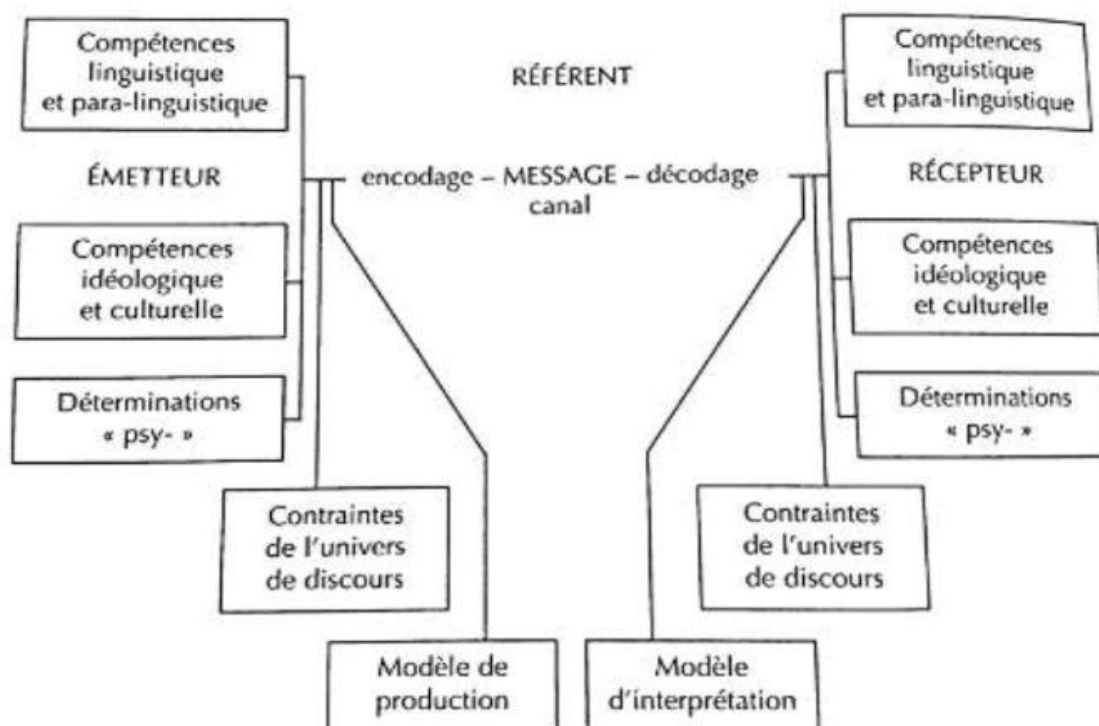 Compétences
linguistique
et para-linguistique
RÉFÉRENT
Compétences
linguistique
et para-linguistique
ÉMETTEUR
encodage – MESSAGE – décodage
canal
RÉCEPTEUR
Compétences
idéologique
et culturelle
Compétences
idéologique
et culturelle
Déterminations
« psy- »
Déterminations
« psy- »
Contraintes
de l'univers
de discours
Contraintes
de l'univers
de discours
Modèle de
production
Modèle
d'interprétation